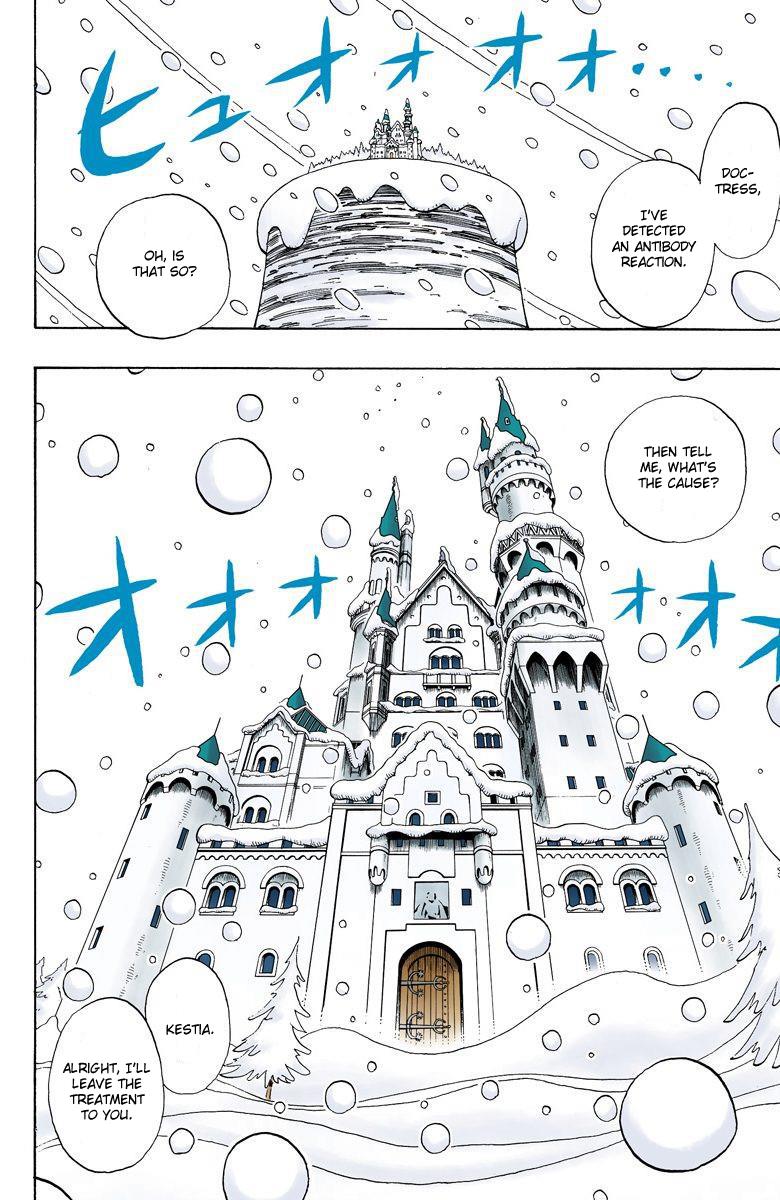 ヒュオオオオ・・・・
DOC-
TRESS,
I'VE
DETECTED
AN ANTIBODY
REACTION.
OH, IS
THAT SO?
THEN TELL
ME, WHAT'S
THE CAUSE?
オオオ
オオオ
KESTIA.
ALRIGHT, I'LL
LEAVE THE
TREATMENT
TO YOU.